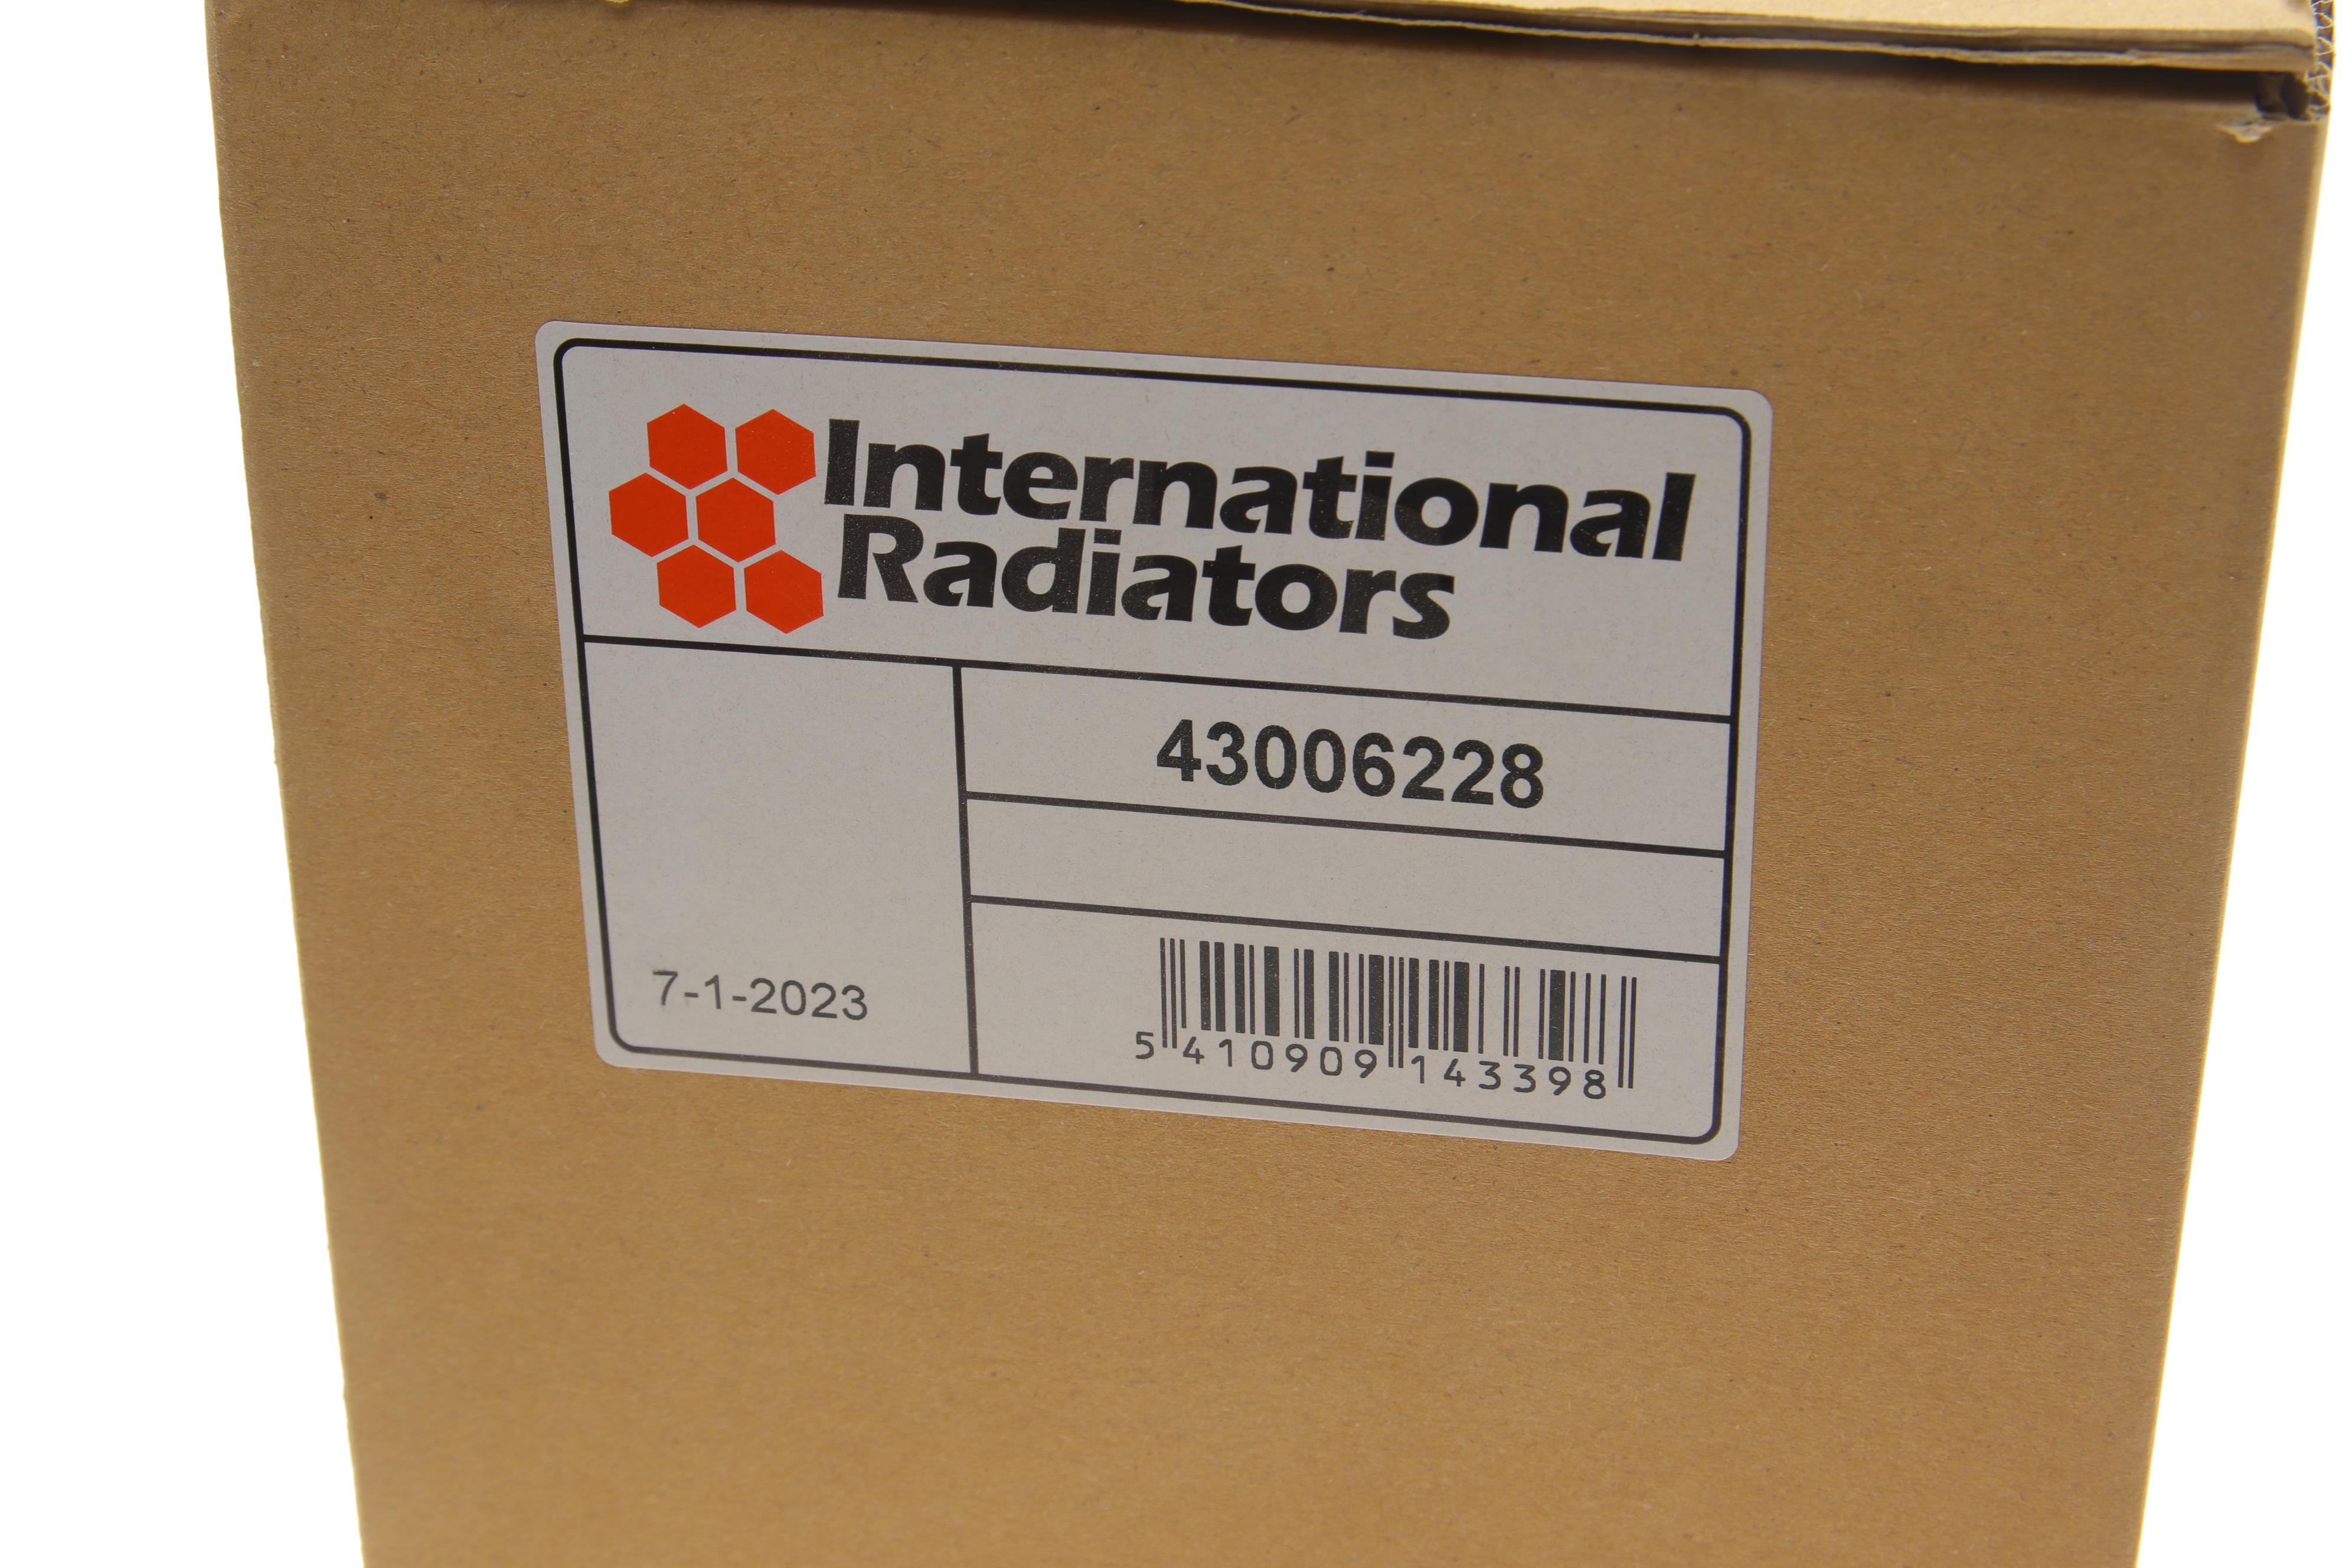 International
Radiators
43006228
7-1-2023
5 410909 143398